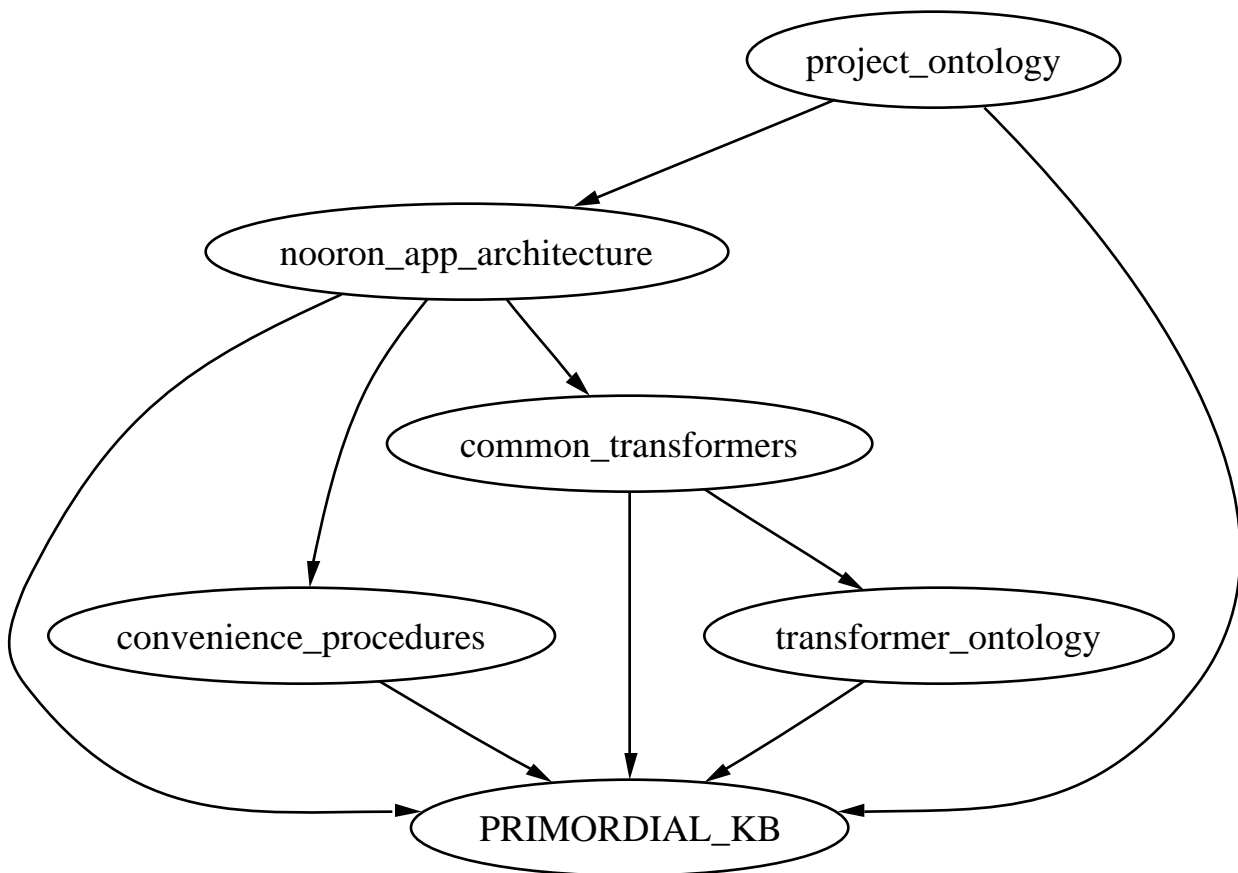 project_ontology
nooron_app_architecture
common_transformers
convenience_procedures
transformer_ontology
PRIMORDIAL_KB